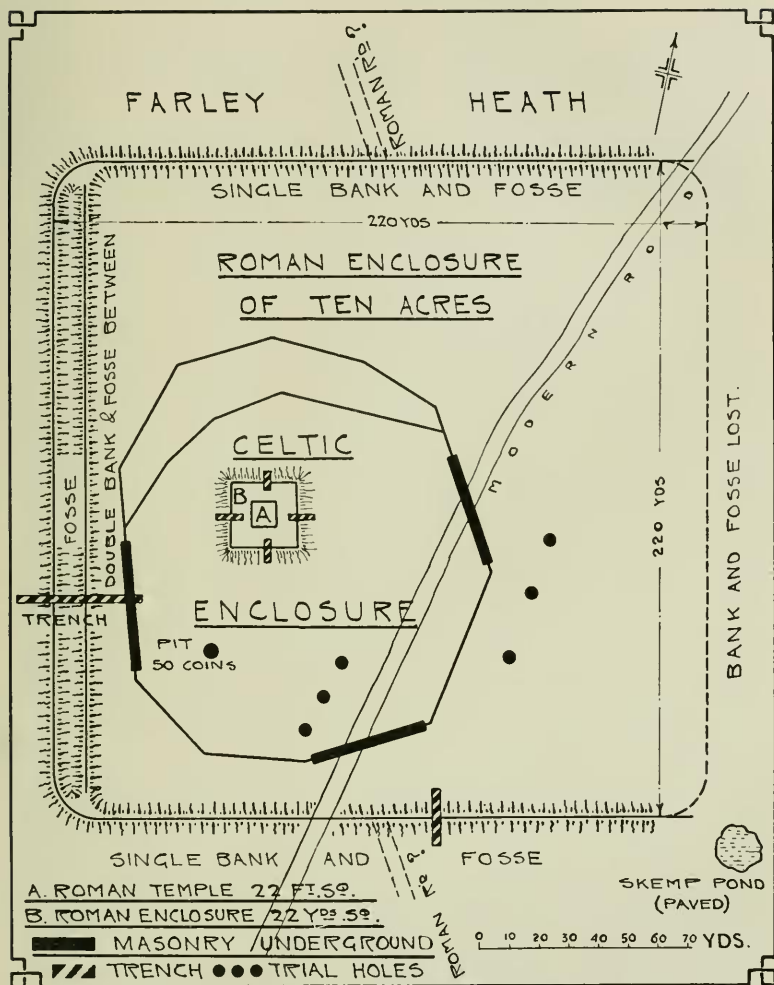 FARLEY HEATH
ROMAN RD ?
SINGLE BANK AND FOSSE
220 YDS
ROMAN ENCLOSURE
OF TEN ACRES
MODERN ROAD
DOUBLE BANK & FOSSE BETWEEN
FOSSE
CELTIC
B
A
ENCLOSURE
TRENCH
PIT
50 COINS
220 YDS
BANK AND FOSSE LOST.
SINGLE BANK AND FOSSE
ROMAN RD ?
SKEMP POND
(PAVED)
A. ROMAN TEMPLE 22 FT. SQ.
B. ROMAN ENCLOSURE 22 YDS. SQ.
MASONRY UNDERGROUND
TRENCH TRIAL HOLES
0 10 20 30 40 50 60 70 YDS.